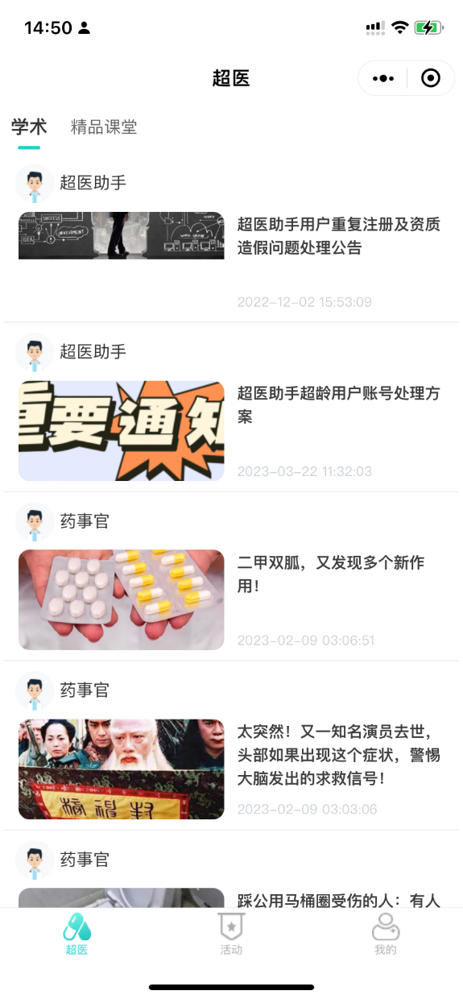 14:50
超医
学术 精品课堂
超医助手
SUCCESS
INVESTMENT
IDEA
超医助手用户重复注册及资质
造假问题处理公告
2022-12-02 15:53:09
超医助手
重要通知
超医助手超龄用户账号处理方
案
2023-03-22 11:32:03
药事官
二甲双胍，又发现多个新作
用！
2023-02-09 03:06:51
药事官
太突然！又一知名演员去世，
头部如果出现这个症状，警惕
大脑发出的求救信号！
2023-02-09 03:03:06
药事官
踩公用马桶圈受伤的人：有人
超医 活动 我的